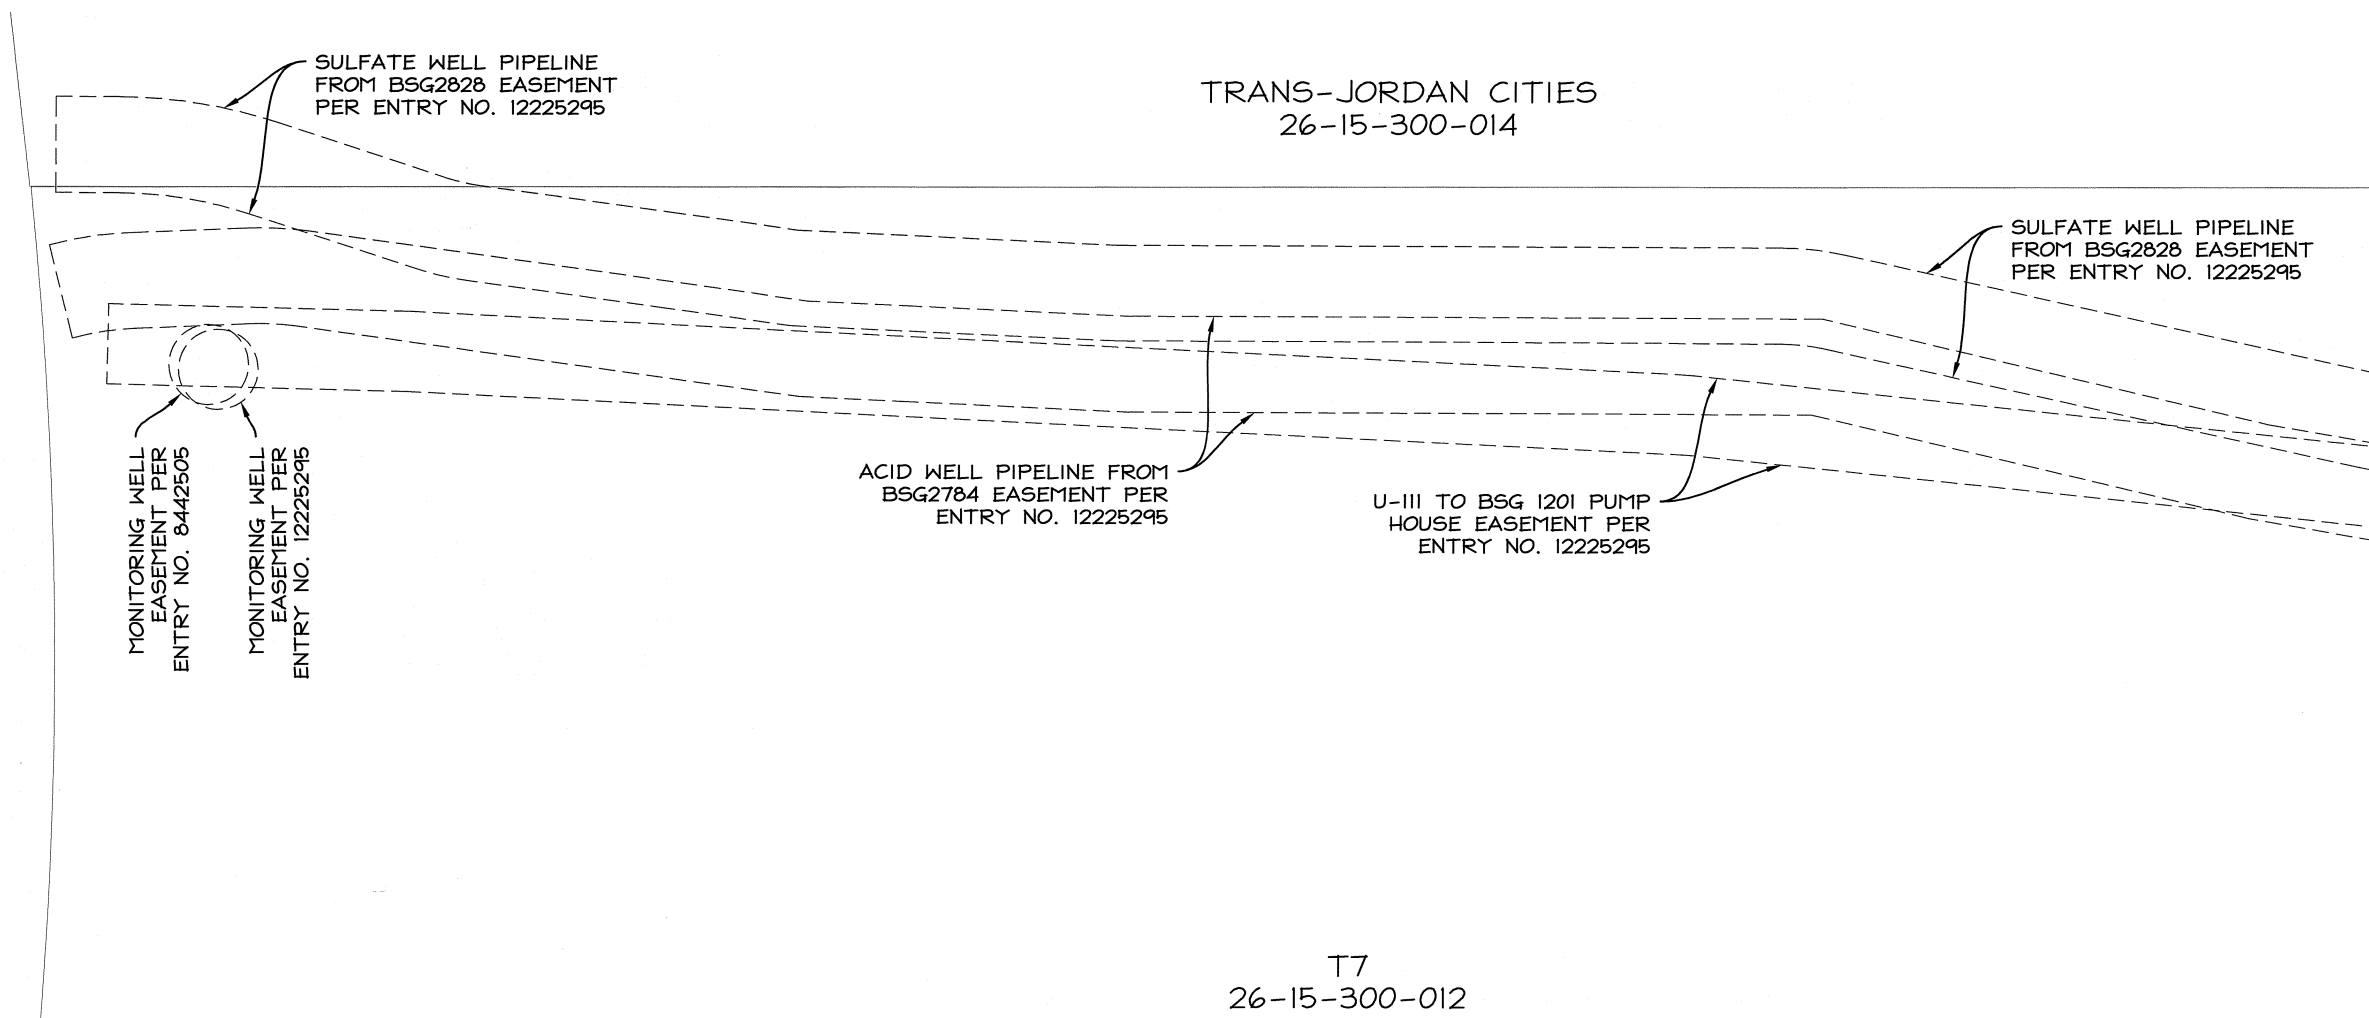 SULFATE WELL PIPELINE
FROM BSG2828 EASEMENT
PER ENTRY NO. 12225295
TRANS-JORDAN CITIES
26-15-300-014
SULFATE WELL PIPELINE
FROM BSG2828 EASEMENT
PER ENTRY NO. 12225295
MONITORING WELL
EASEMENT PER
ENTRY NO. 8442505
MONITORING WELL
EASEMENT PER
ENTRY NO. 12225295
ACID WELL PIPELINE FROM
BSG2784 EASEMENT PER
ENTRY NO. 12225295
U-111 TO BSG 1201 PUMP
HOUSE EASEMENT PER
ENTRY NO. 12225295
T7
26-15-300-012